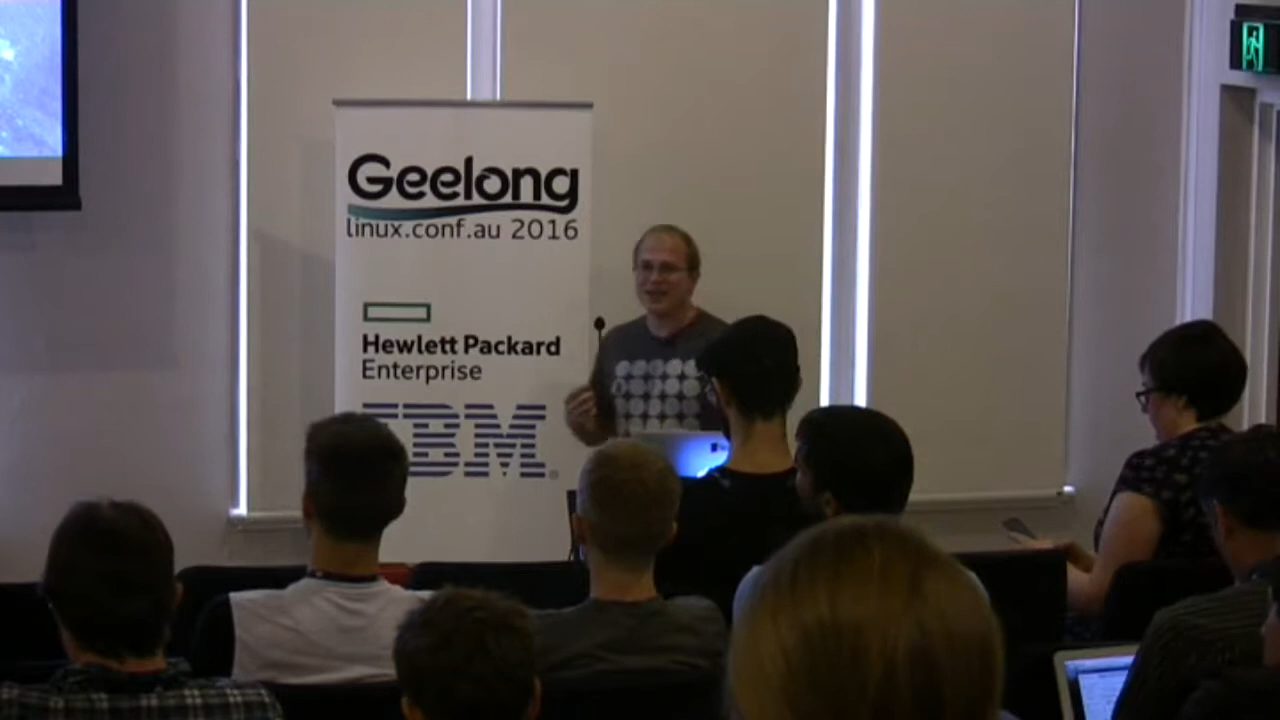 Geelong
linux.conf.au 2016
Hewlett Packard
Enterprise
IBM